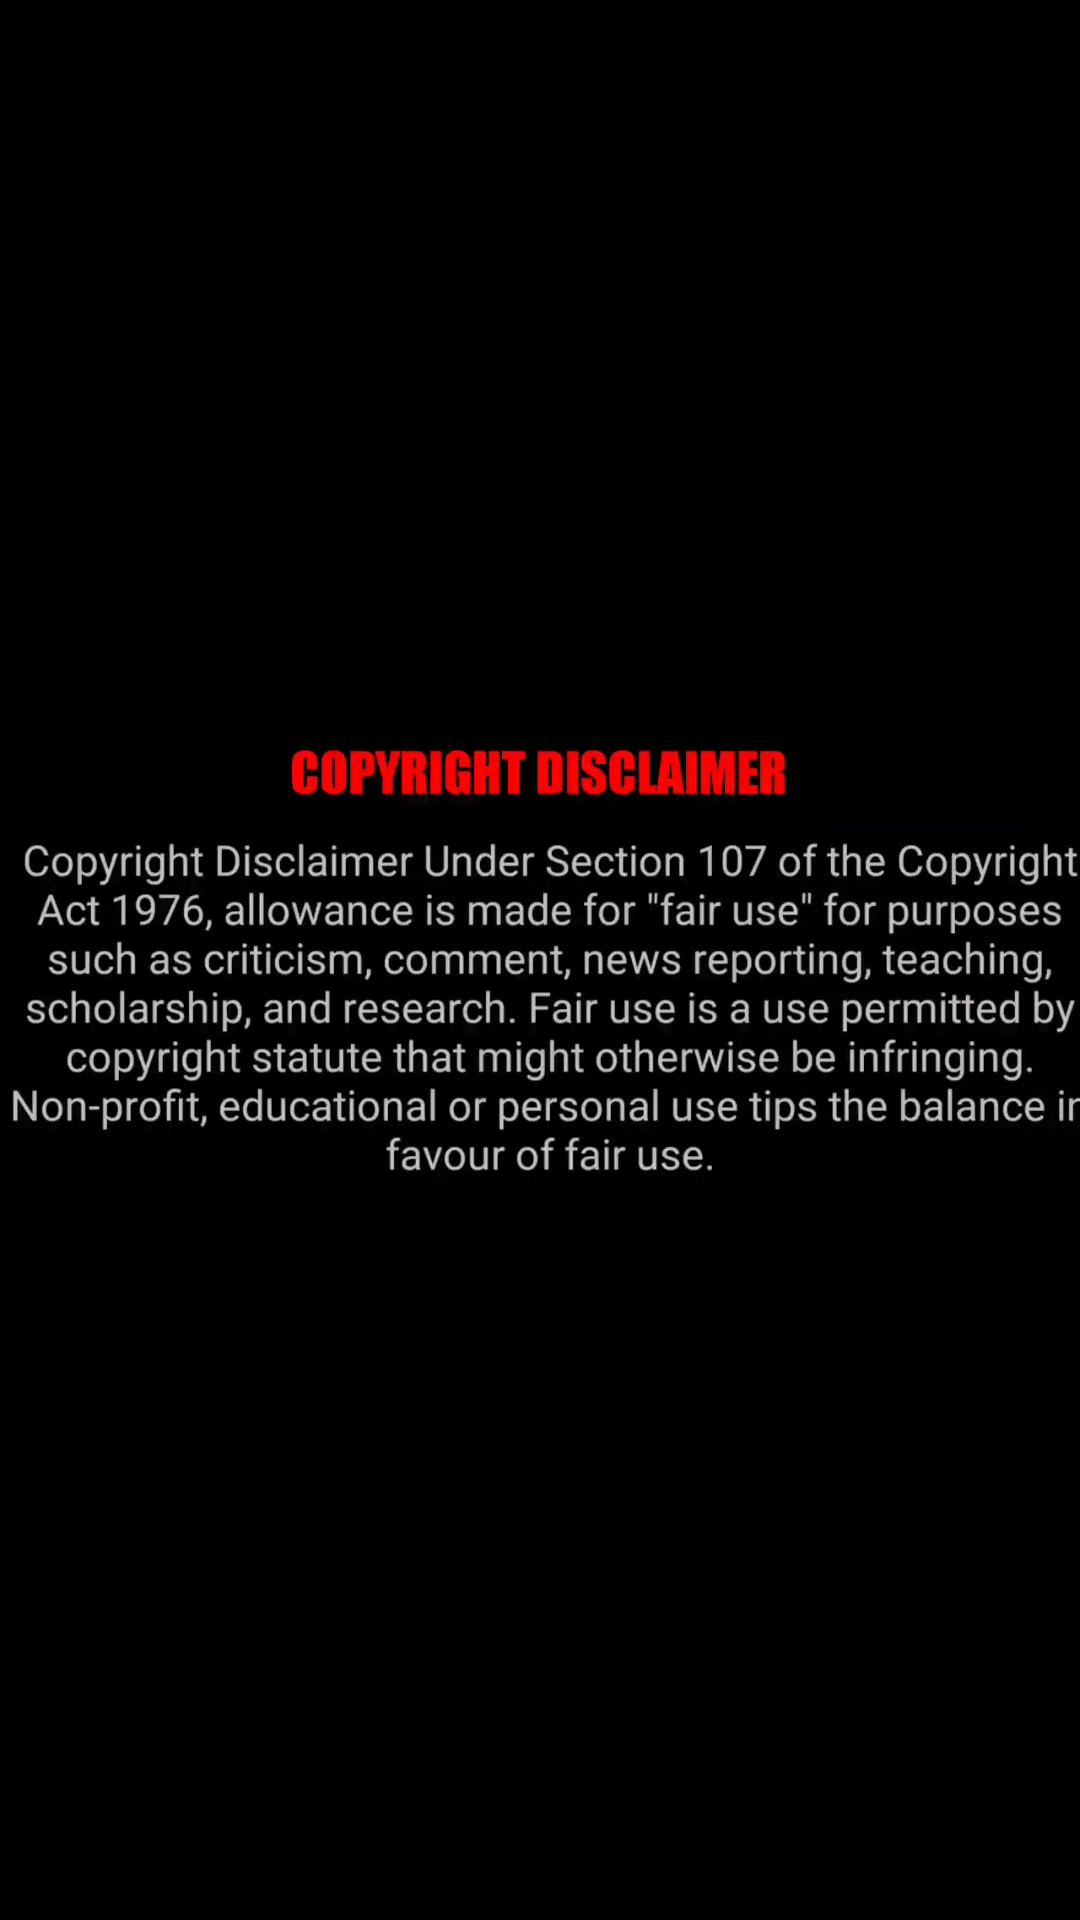 COPYRIGHT DISCLAIMER
Copyright Disclaimer Under Section 107 of the Copyright
Act 1976, allowance is made for "fair use" for purposes
such as criticism, comment, news reporting, teaching,
scholarship, and research. Fair use is a use permitted by
copyright statute that might otherwise be infringing.
Non-profit, educational or personal use tips the balance in
favour of fair use.